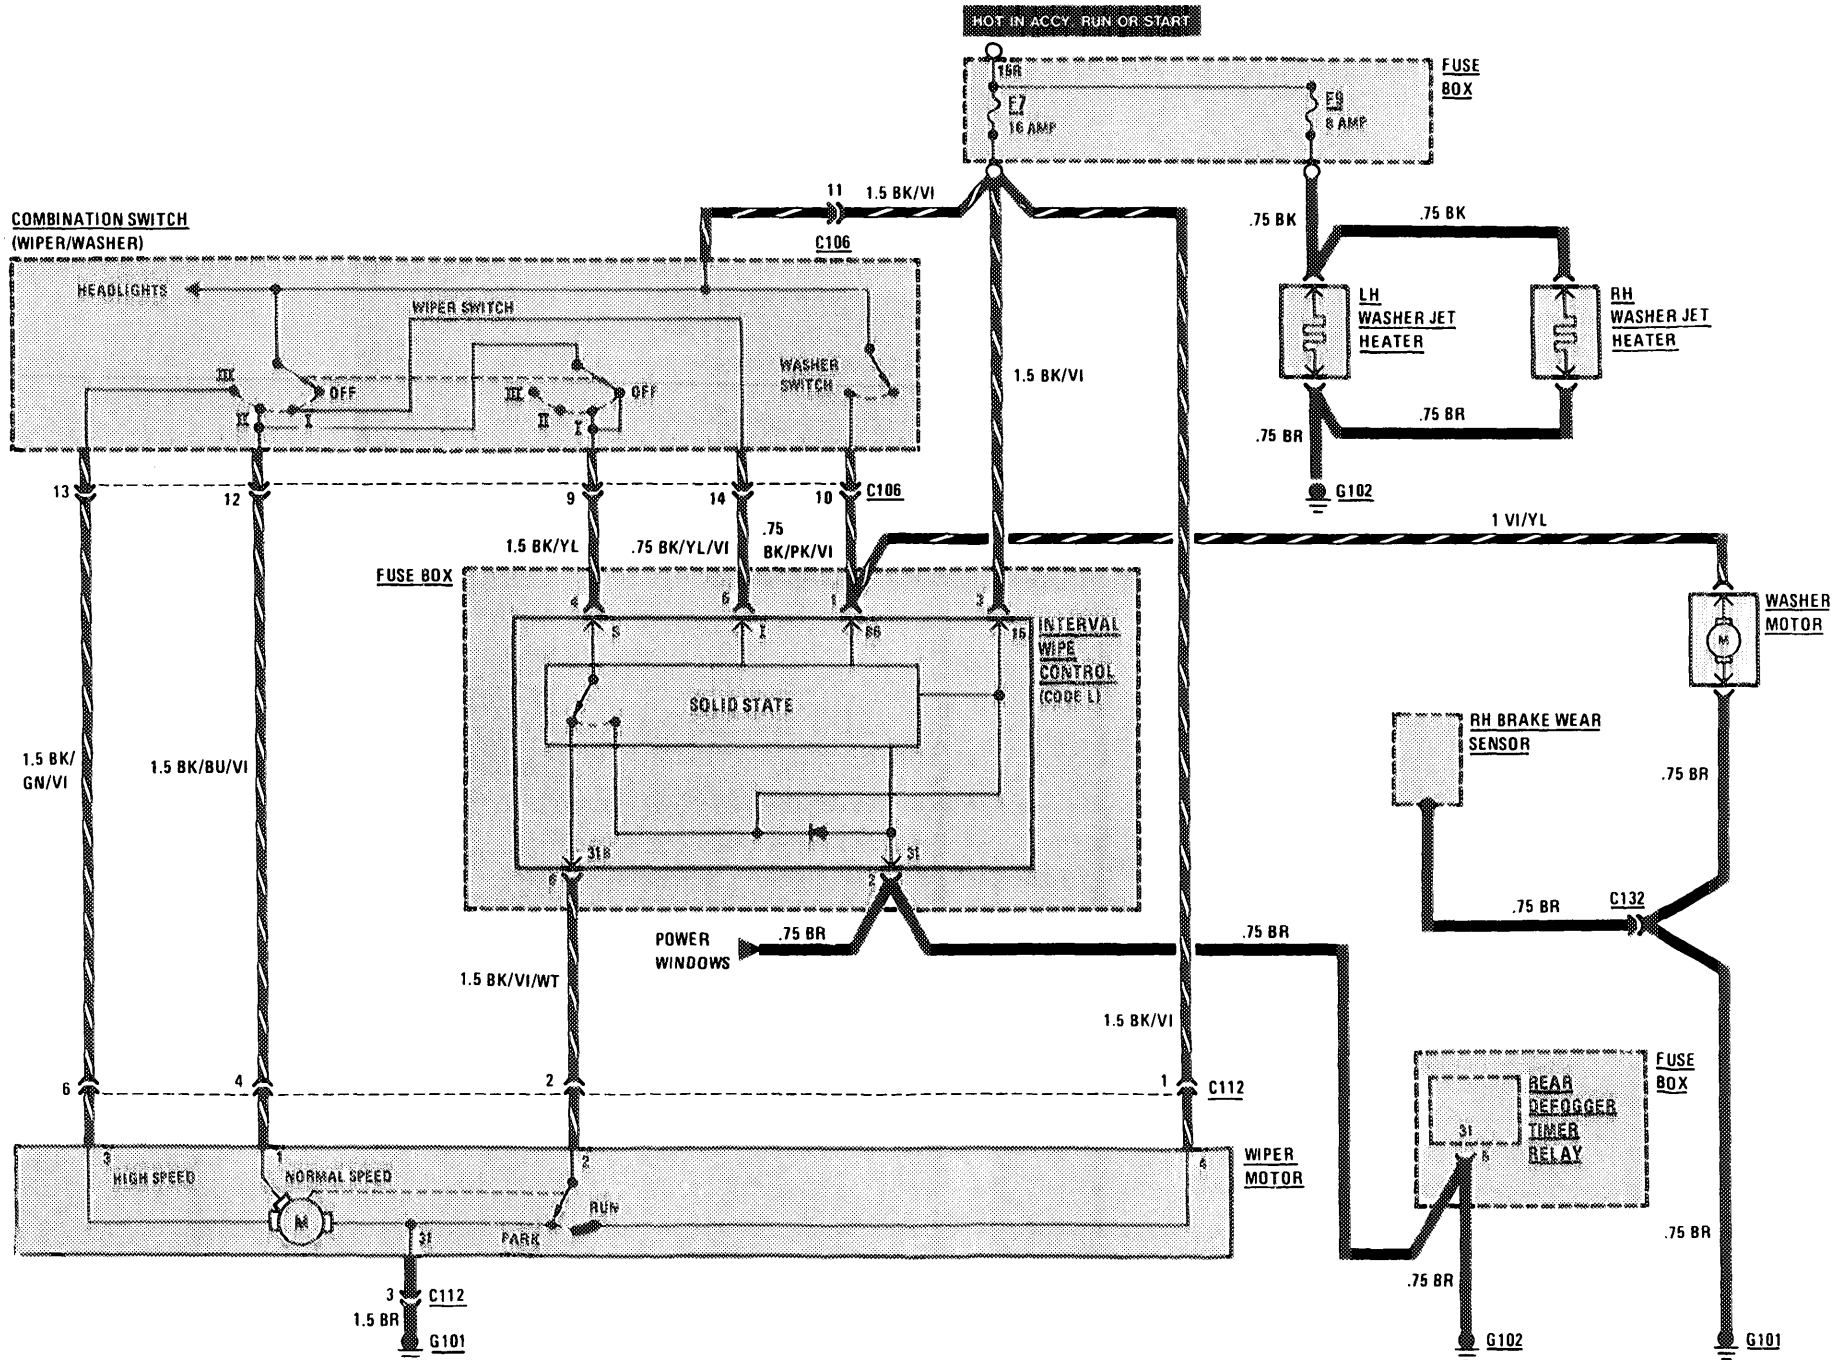 HOT IN ACCY RUN OR START
FUSE
BOX
15R
F7
16 AMP
F9
8 AMP
11
1.5 BK/VI
C106
.75 BK
.75 BK
COMBINATION SWITCH
(WIPER/WASHER)
HEADLIGHTS
WIPER SWITCH
WASHER
SWITCH
III
OFF
II
I
III
OFF
II
I
LH
WASHER JET
HEATER
RH
WASHER JET
HEATER
1.5 BK/VI
.75 BR
.75 BR
G102
13
12
9
14
10
C106
1.5 BK/YL
.75 BK/YL/VI
.75
BK/PK/VI
1 VI/YL
FUSE BOX
4
6
1
3
S
I
86
15
INTERVAL
WIPE
CONTROL
(CODE L)
SOLID STATE
WASHER
MOTOR
M
RH BRAKE WEAR
SENSOR
1.5 BK/
GN/VI
1.5 BK/BU/VI
.75 BR
31B
31
6
2
.75 BR
C132
POWER
WINDOWS
.75 BR
.75 BR
1.5 BK/VI/WT
1.5 BK/VI
6
4
2
1
C112
FUSE
BOX
REAR
DEFOGGER
TIMER
RELAY
31
6
3
1
2
4
HIGH SPEED
NORMAL SPEED
M
RUN
PARK
31
WIPER
MOTOR
.75 BR
.75 BR
3
C112
1.5 BR
G101
G102
G101